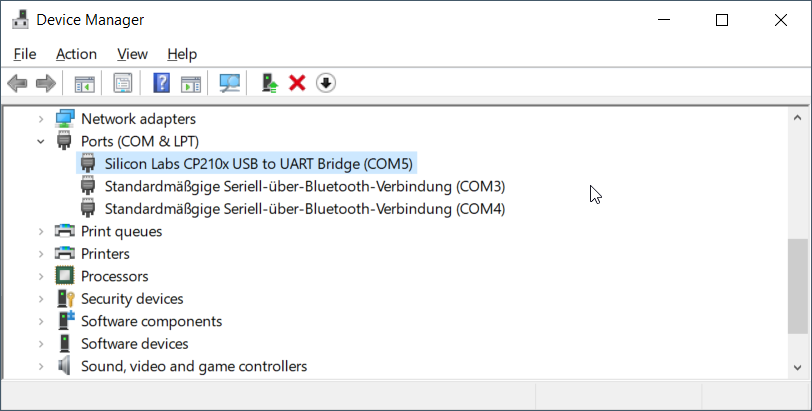 Device Manager
File Action View Help
Network adapters
Ports (COM & LPT)
Silicon Labs CP210x USB to UART Bridge (COM5)
Standardmäßgige Seriell-über-Bluetooth-Verbindung (COM3)
Standardmäßgige Seriell-über-Bluetooth-Verbindung (COM4)
Print queues
Printers
Processors
Security devices
Software components
Software devices
Sound, video and game controllers